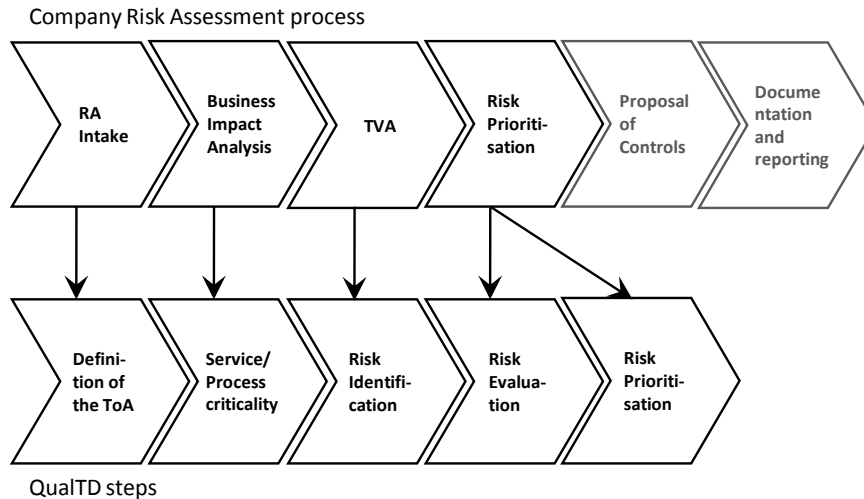 Company Risk Assessment process
RA
Intake
Business
Impact
Analysis
TVA
Risk
Prioriti-
sation
Proposal
of
Controls
Docume
ntation
and
reporting
Defini-
tion of
the ToA
Service/
Process
criticality
Risk
Identifi-
cation
Risk
Evalua-
tion
Risk
Prioriti-
sation
QualTD steps